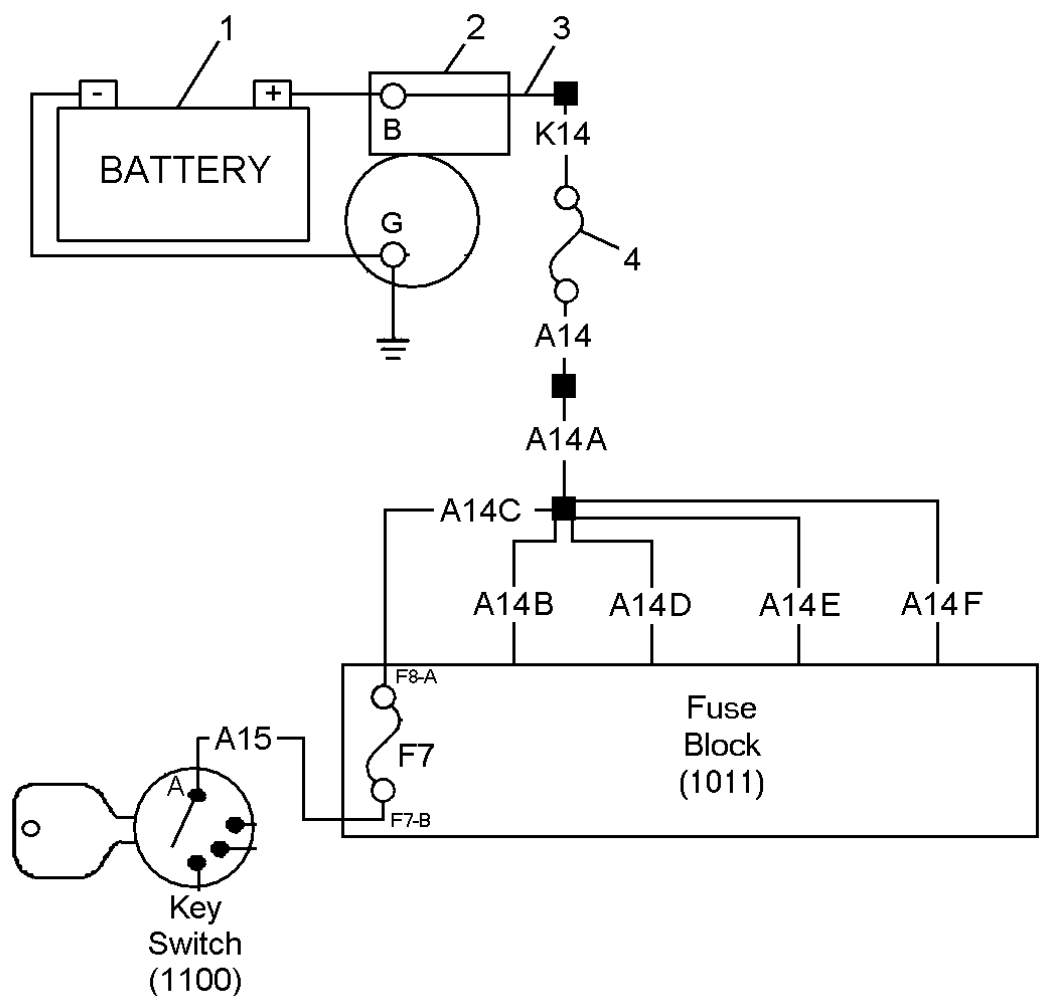 1
2
3
-
+
B
K14
BATTERY
G
4
A14
A14A
A14C
A14B
A14D
A14E
A14F
F8-A
Fuse
Block
(1011)
F7
A15
A
F7-B
Key
Switch
(1100)